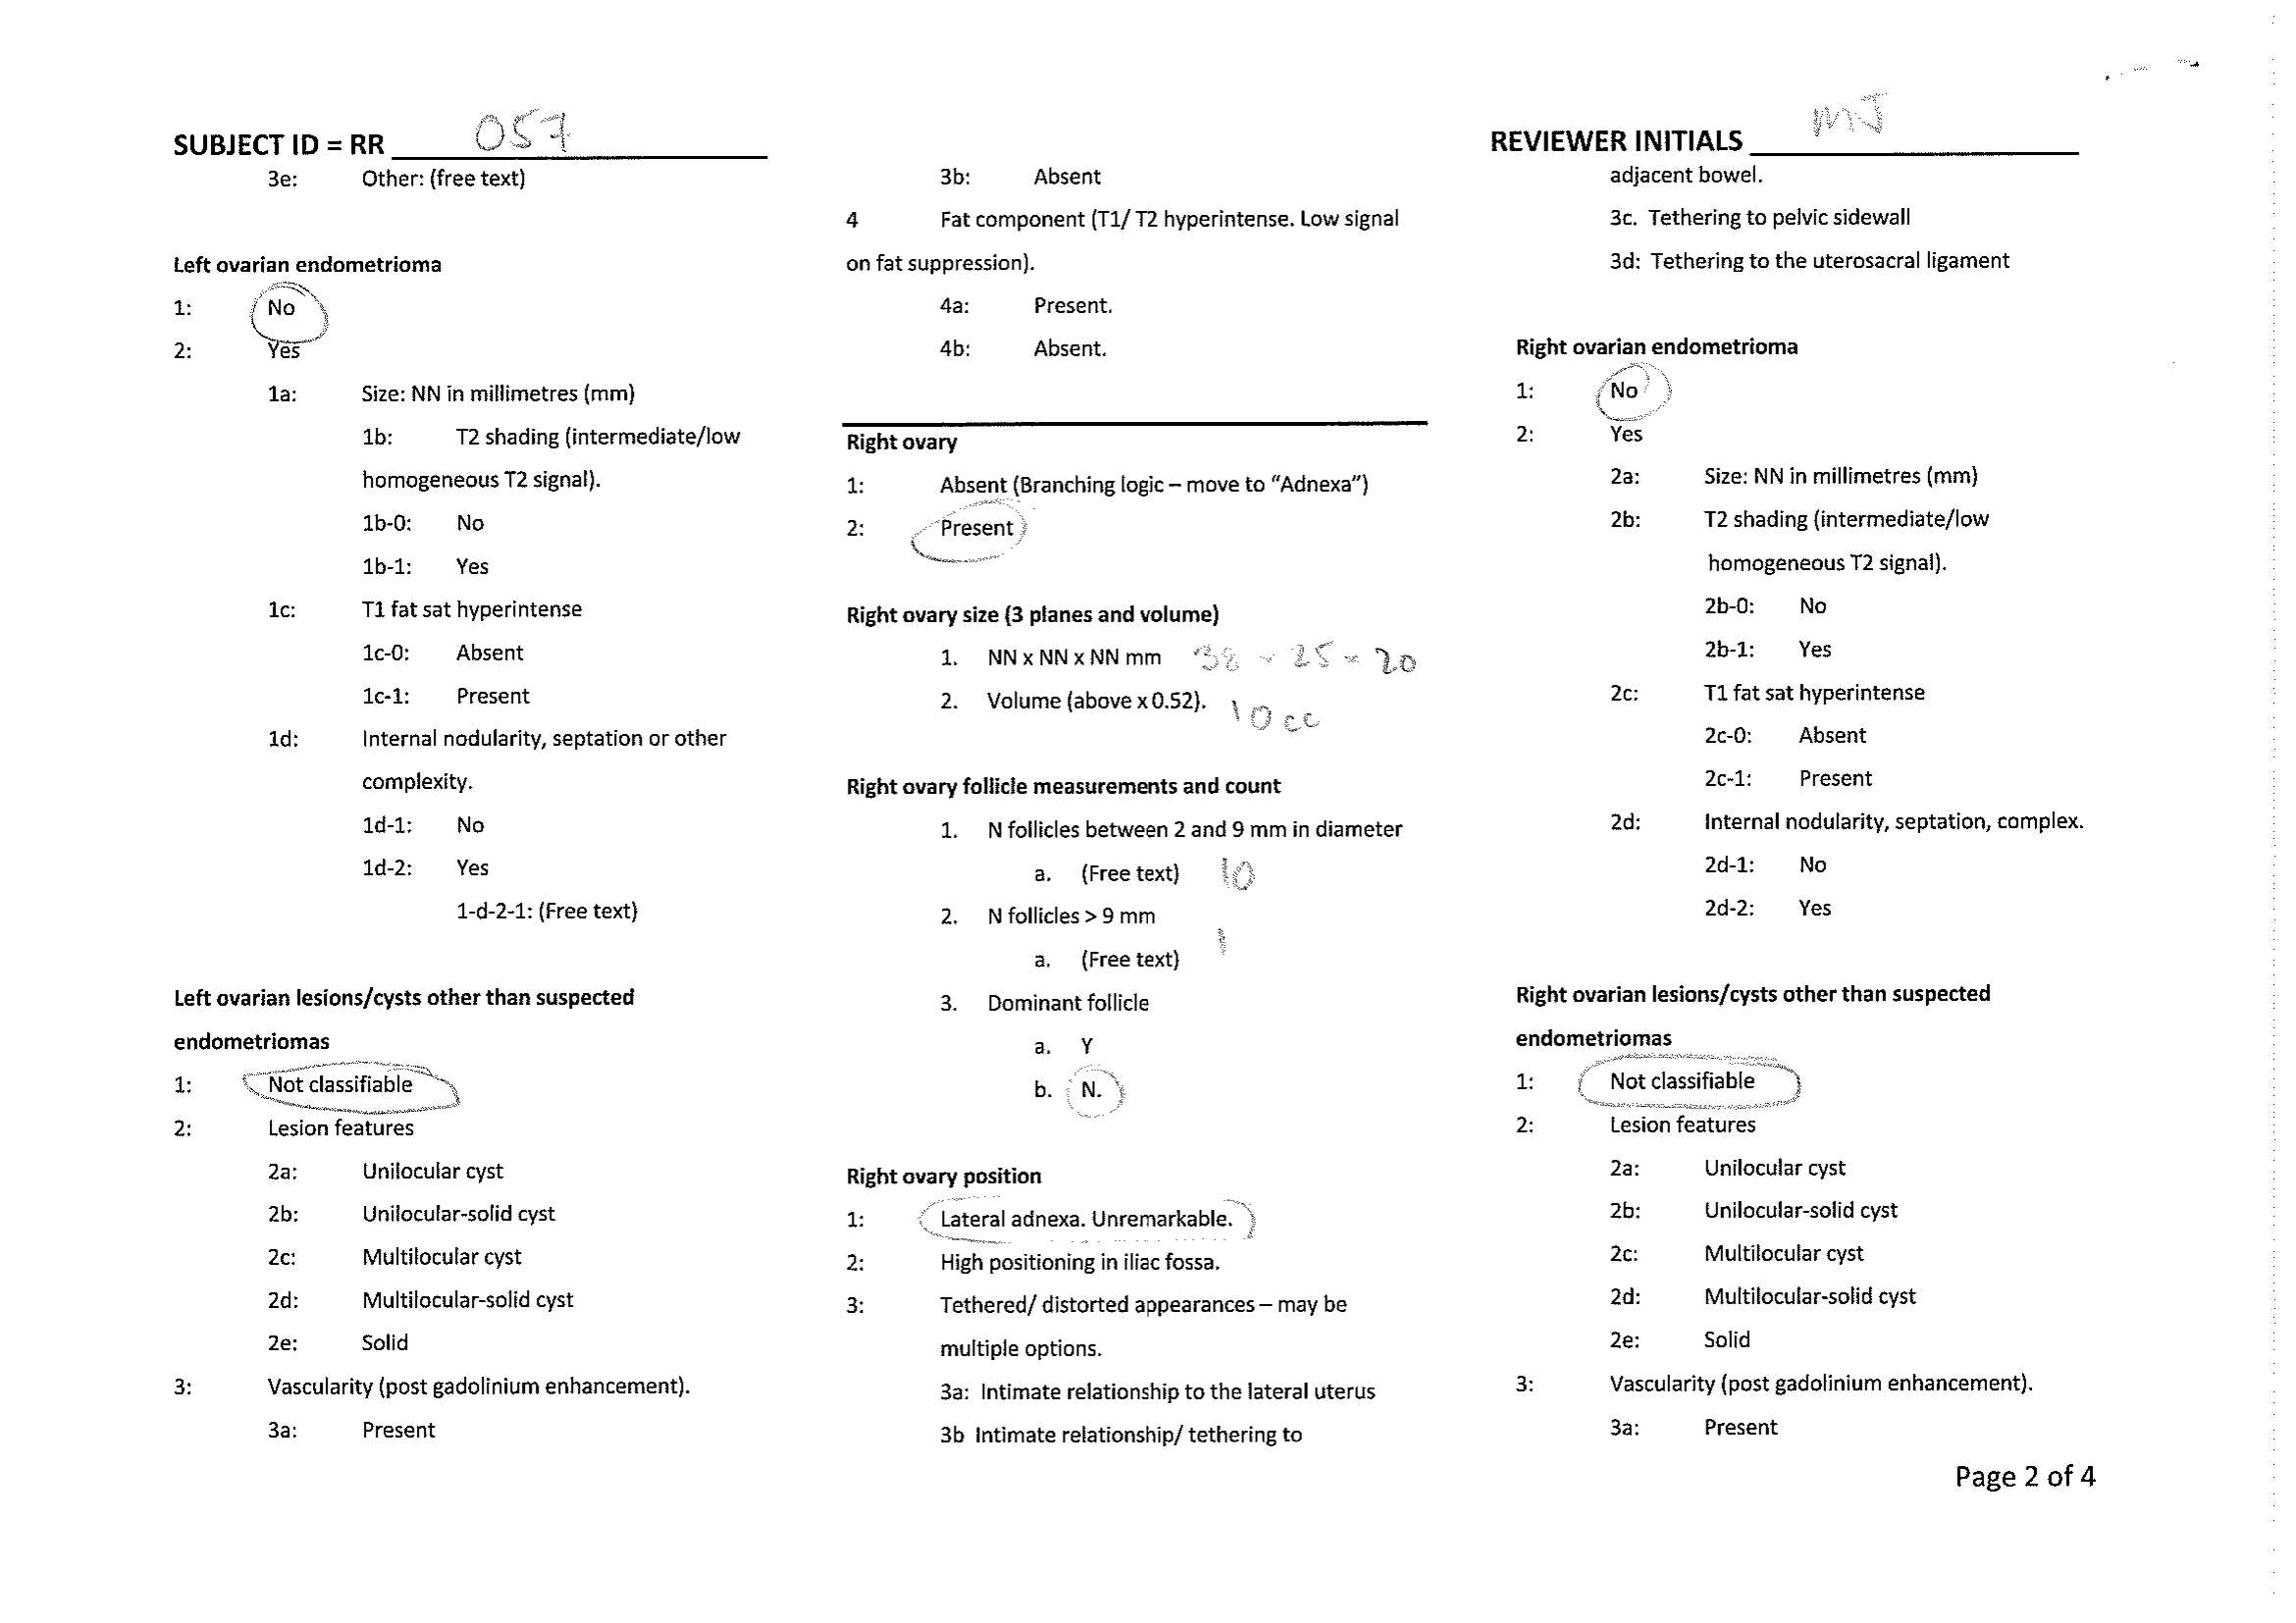 SUBJECT ID = RR 057
3e: Other: (free text)
Left ovarian endometrioma
1: No
2: Yes
1a: Size: NN in millimetres (mm)
1b: T2 shading (intermediate/low
homogeneous T2 signal).
1b-0: No
1b-1: Yes
1c: T1 fat sat hyperintense
1c-0: Absent
1c-1: Present
1d: Internal nodularity, septation or other
complexity.
1d-1: No
1d-2: Yes
1-d-2-1: (Free text)
Left ovarian lesions/cysts other than suspected
endometriomas
1: Not classifiable
2: Lesion features
2a: Unilocular cyst
2b: Unilocular-solid cyst
2c: Multilocular cyst
2d: Multilocular-solid cyst
2e: Solid
3: Vascularity (post gadolinium enhancement).
3a: Present
3b: Absent
4 Fat component (T1/ T2 hyperintense. Low signal
on fat suppression).
4a: Present.
4b: Absent.
Right ovary
1: Absent (Branching logic – move to “Adnexa”)
2: Present
Right ovary size (3 planes and volume)
1. NN x NN x NN mm 38 x 25 x 20
2. Volume (above x 0.52). 10 cc
Right ovary follicle measurements and count
1. N follicles between 2 and 9 mm in diameter
a. (Free text) 10
2. N follicles > 9 mm
a. (Free text) 1
3. Dominant follicle
a. Y
b. N.
Right ovary position
1: Lateral adnexa. Unremarkable.
2: High positioning in iliac fossa.
3: Tethered/ distorted appearances – may be
multiple options.
3a: Intimate relationship to the lateral uterus
3b Intimate relationship/ tethering to
REVIEWER INITIALS MJ
adjacent bowel.
3c. Tethering to pelvic sidewall
3d: Tethering to the uterosacral ligament
Right ovarian endometrioma
1: No
2: Yes
2a: Size: NN in millimetres (mm)
2b: T2 shading (intermediate/low
homogeneous T2 signal).
2b-0: No
2b-1: Yes
2c: T1 fat sat hyperintense
2c-0: Absent
2c-1: Present
2d: Internal nodularity, septation, complex.
2d-1: No
2d-2: Yes
Right ovarian lesions/cysts other than suspected
endometriomas
1: Not classifiable
2: Lesion features
2a: Unilocular cyst
2b: Unilocular-solid cyst
2c: Multilocular cyst
2d: Multilocular-solid cyst
2e: Solid
3: Vascularity (post gadolinium enhancement).
3a: Present
Page 2 of 4